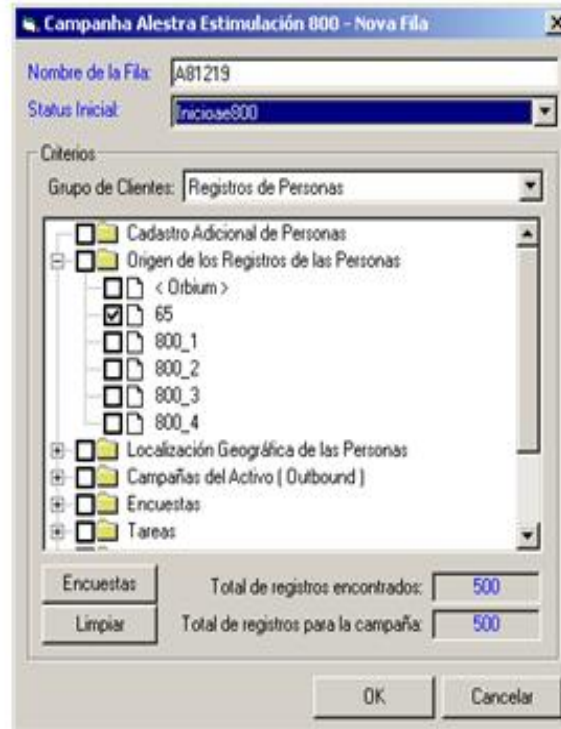 Campanha Alestra Estimulación 800 - Nova Fila
Nombre de la Fila: A81219
Status Inicial: Inicioae800
Criterios
Grupo de Clientes: Registros de Personas
Cadastro Adicional de Personas
Origen de los Registros de las Personas
< Orbium >
65
800_1
800_2
800_3
800_4
Localización Geográfica de las Personas
Campañas del Activo ( Outbound )
Encuestas
Tareas
Encuestas Total de registros encontrados: 500
Limpiar Total de registros para la campaña: 500
OK Cancelar